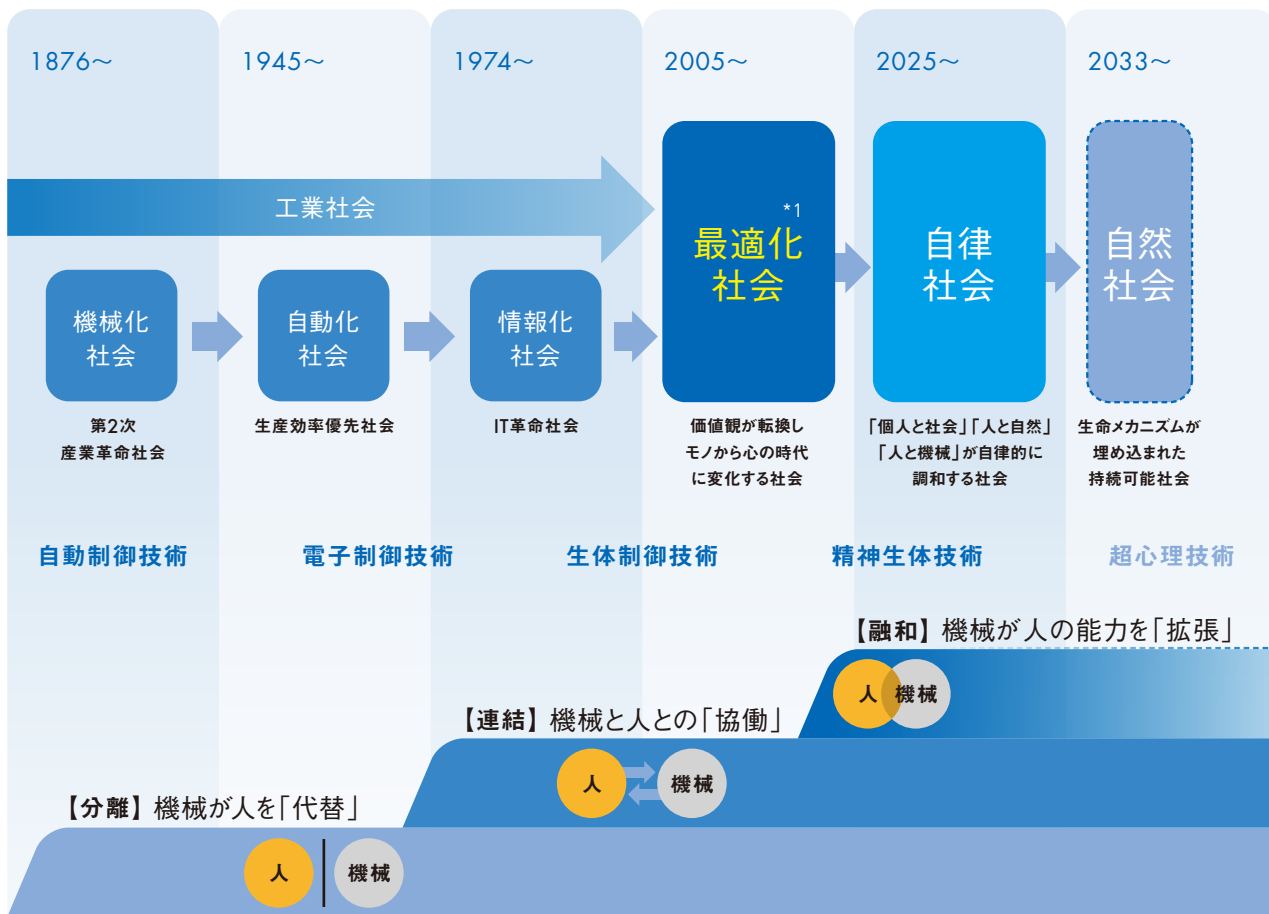 1876～
1945～
1974～
2005～
2025～
2033～
工業社会
機械化
社会
自動化
社会
情報化
社会
*1
最適化
社会
自律
社会
自然
社会
第2次
産業革命社会
生産効率優先社会
IT革命社会
価値観が転換し
モノから心の時代
に変化する社会
「個人と社会」「人と自然」
「人と機械」が自律的に
調和する社会
生命メカニズムが
埋め込まれた
持続可能社会
自動制御技術
電子制御技術
生体制御技術
精神生体技術
超心理技術
【融和】機械が人の能力を「拡張」
人 機械
【連結】機械と人との「協働」
人 機械
【分離】機械が人を「代替」
人 機械